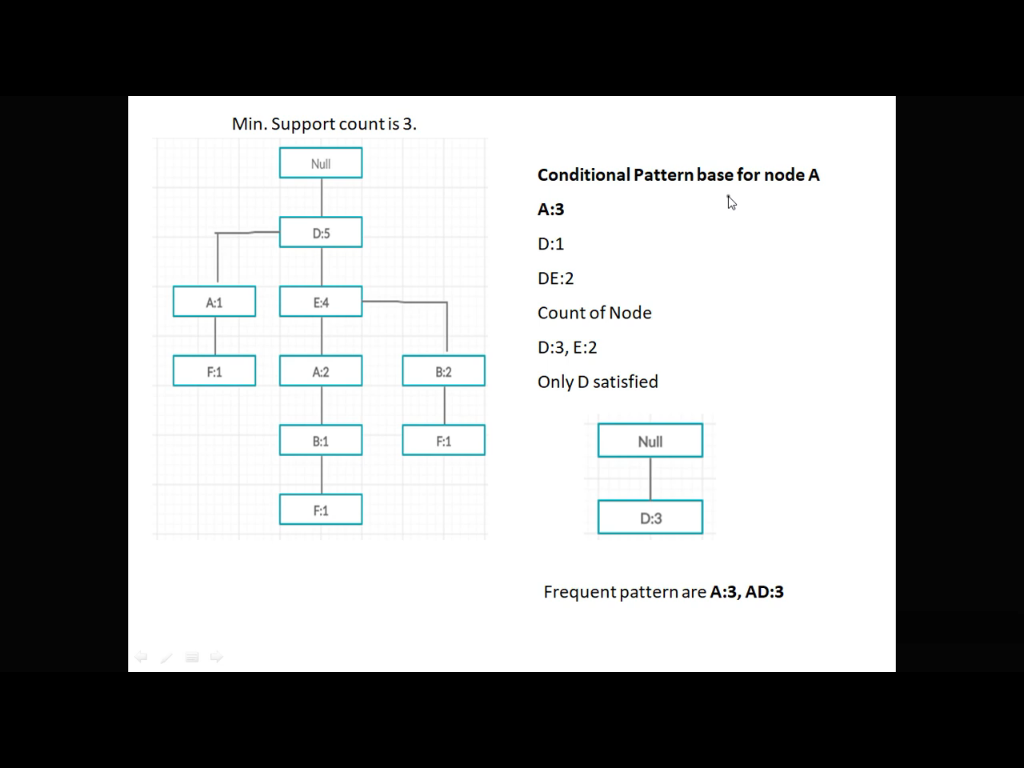 Min. Support count is 3.
Null
D:5
A:1
E:4
F:1
A:2
B:2
B:1
F:1
F:1
Conditional Pattern base for node A
A:3
D:1
DE:2
Count of Node
D:3, E:2
Only D satisfied
Null
D:3
Frequent pattern are A:3, AD:3